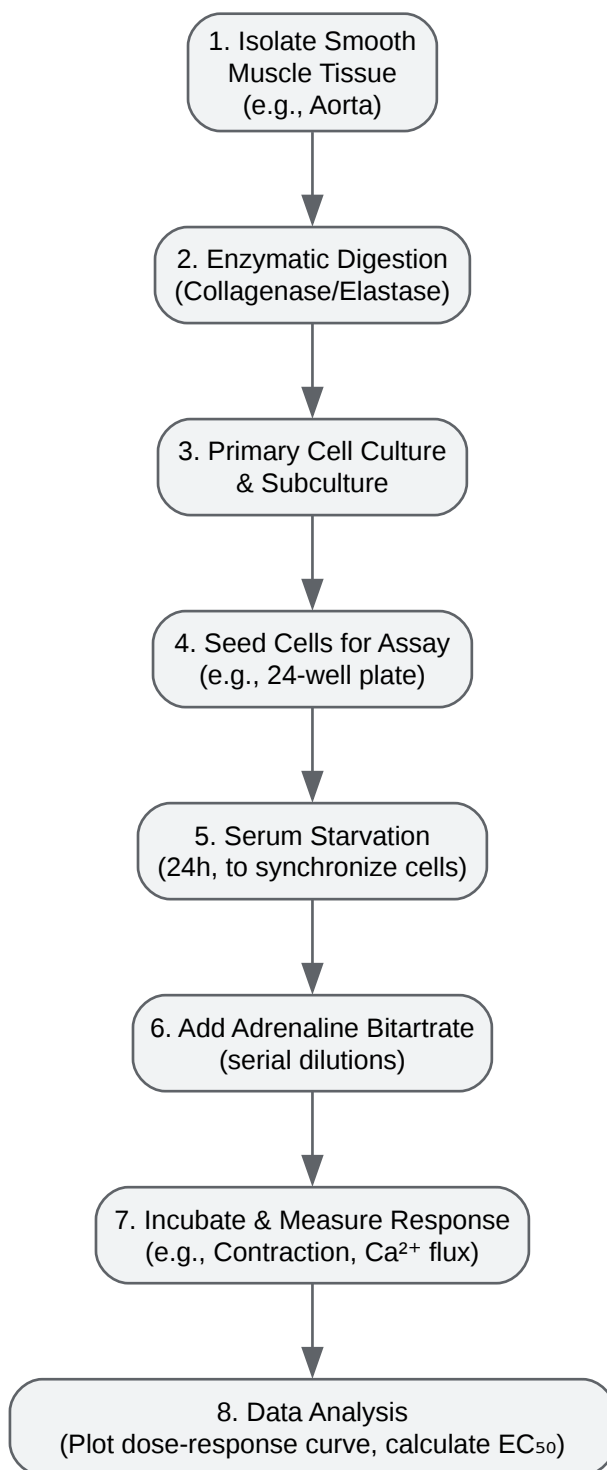 1. Isolate Smooth
Muscle Tissue
(e.g., Aorta)
2. Enzymatic Digestion
(Collagenase/Elastase)
3. Primary Cell Culture
& Subculture
4. Seed Cells for Assay
(e.g., 24-well plate)
5. Serum Starvation
(24h, to synchronize cells)
6. Add Adrenaline Bitartrate
(serial dilutions)
7. Incubate & Measure Response
(e.g., Contraction, Ca²⁺ flux)
8. Data Analysis
(Plot dose-response curve, calculate EC₅₀)